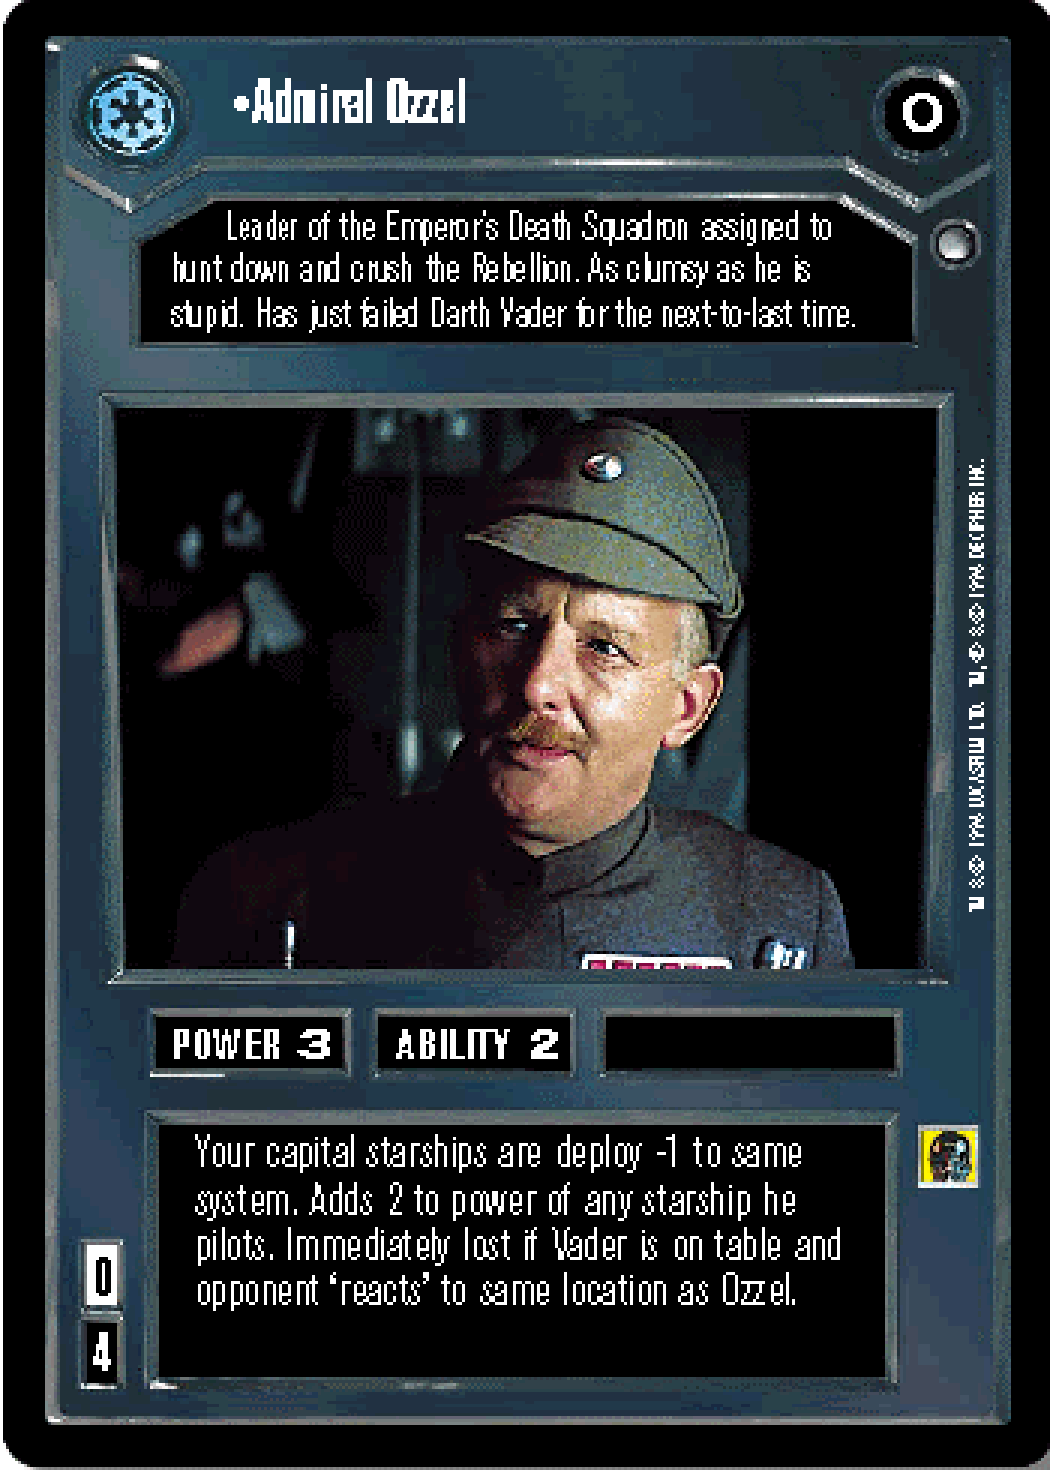 •Admiral Ozzel
O
Leader of the Emperor's Death Squadron assigned to
hunt down and crush the Rebellion. As clumsy as he is
stupid. Has just failed Darth Vader for the next-to-last time.
POWER 3
ABILITY 2
Your capital starships are deploy -1 to same
system. Adds 2 to power of any starship he
pilots. Immediately lost if Vader is on table and
opponent ‘reacts’ to same location as Ozzel.
0
4